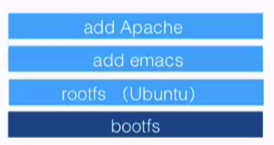 add Apache
add emacs
rootfs （Ubuntu）
bootfs